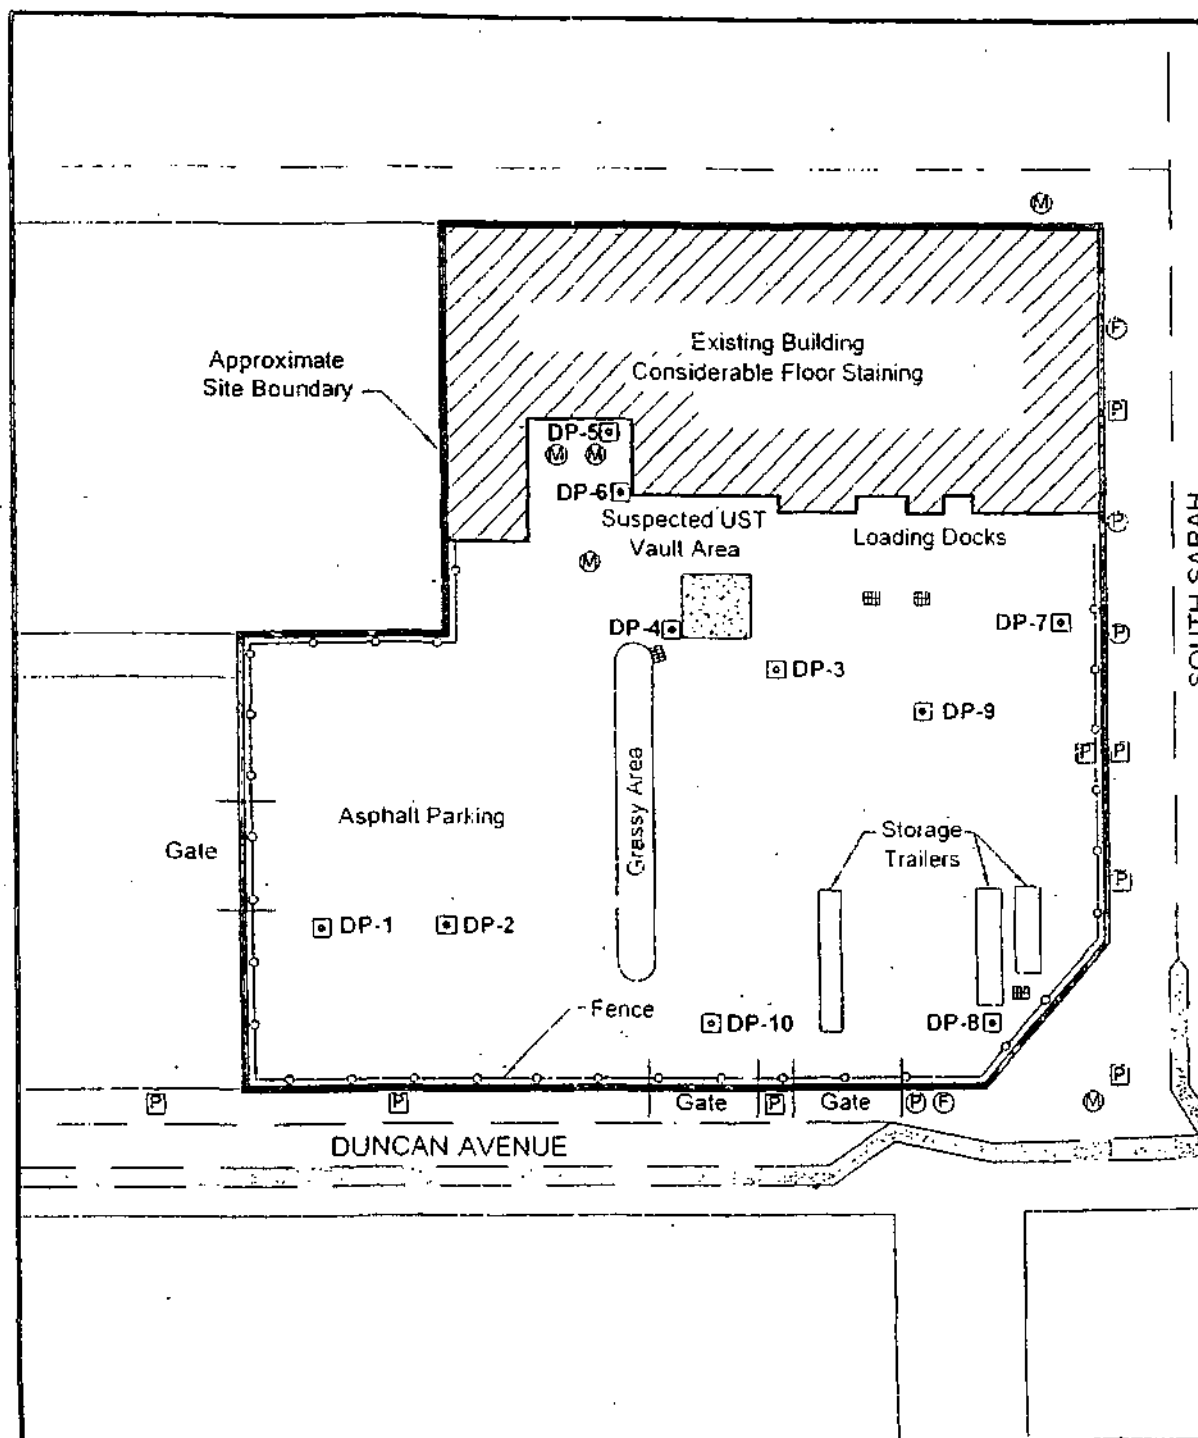 M
Existing Building
Considerable Floor Staining
F
Approximate
Site Boundary
P
DP-5
M M
DP-6
Suspected UST
Vault Area
Loading Docks
P
M
DP-4
DP-7
P
DP-3
DP-9
P P
Grassy Area
Asphalt Parking
Storage
Trailers
Gate
P
DP-1
DP-2
Fence
DP-10
DP-8
P
P
P
Gate
P
Gate
P F
M
DUNCAN AVENUE